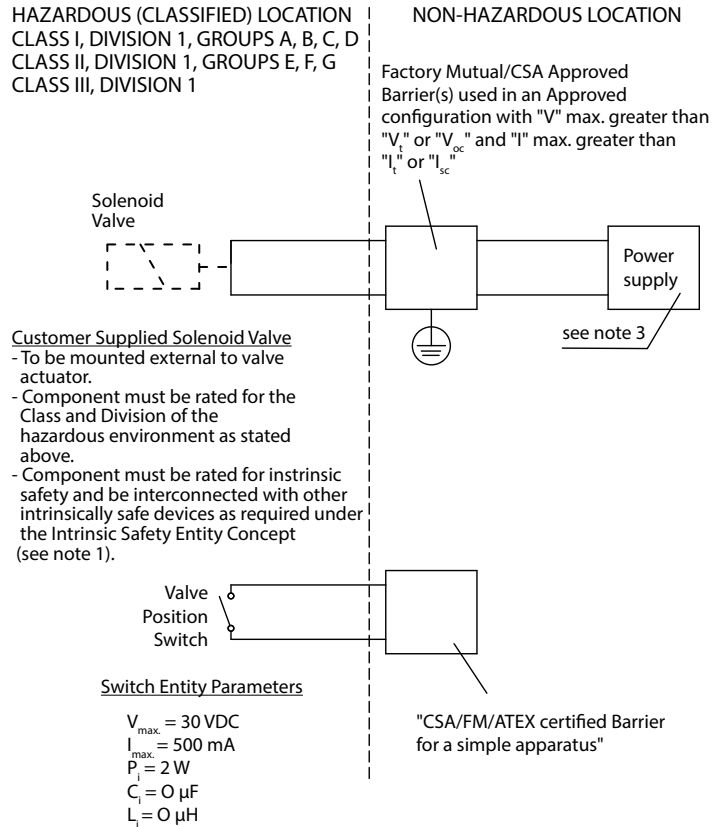 HAZARDOUS (CLASSIFIED) LOCATION
CLASS I, DIVISION 1, GROUPS A, B, C, D
CLASS II, DIVISION 1, GROUPS E, F, G
CLASS III, DIVISION 1
NON-HAZARDOUS LOCATION
Factory Mutual/CSA Approved
Barrier(s) used in an Approved
configuration with "V" max. greater than
"Vt" or "Voc" and "I" max. greater than
"It" or "Isc"
Solenoid
Valve
Power
supply
see note 3
Customer Supplied Solenoid Valve
- To be mounted external to valve
actuator.
- Component must be rated for the
Class and Division of the
hazardous environment as stated
above.
- Component must be rated for instrinsic
safety and be interconnected with other
intrinsically safe devices as required under
the Intrinsic Safety Entity Concept
(see note 1).
Valve
Position
Switch
Switch Entity Parameters
Vmax. = 30 VDC
Imax. = 500 mA
Pi = 2 W
Ci = O µF
Li = O µH
"CSA/FM/ATEX certified Barrier
for a simple apparatus"